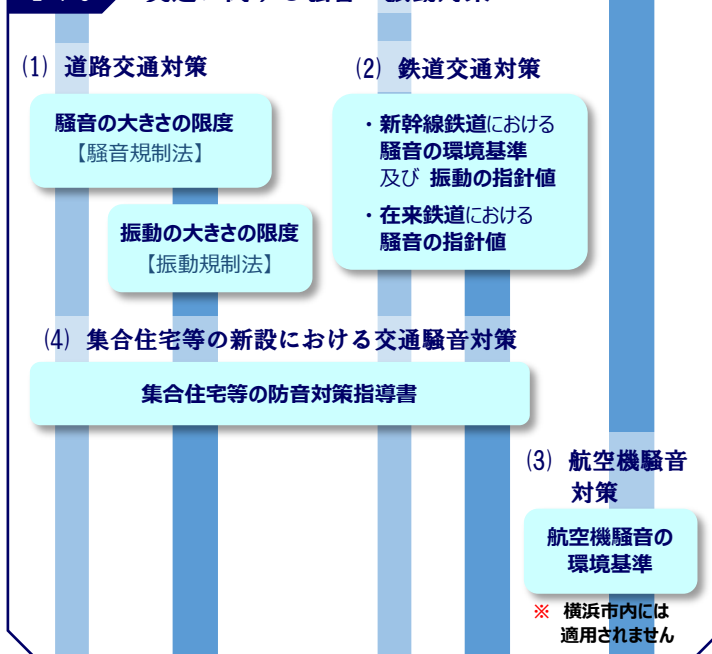 (1) 道路交通対策
騒音の大きさの限度
【騒音規制法】
振動の大きさの限度
【振動規制法】
(2) 鉄道交通対策
・新幹線鉄道における
騒音の環境基準
及び 振動の指針値
・在来鉄道における
騒音の指針値
(4) 集合住宅等の新設における交通騒音対策
集合住宅等の防音対策指導書
(3) 航空機騒音
対策
航空機騒音の
環境基準
※ 横浜市内には
適用されません